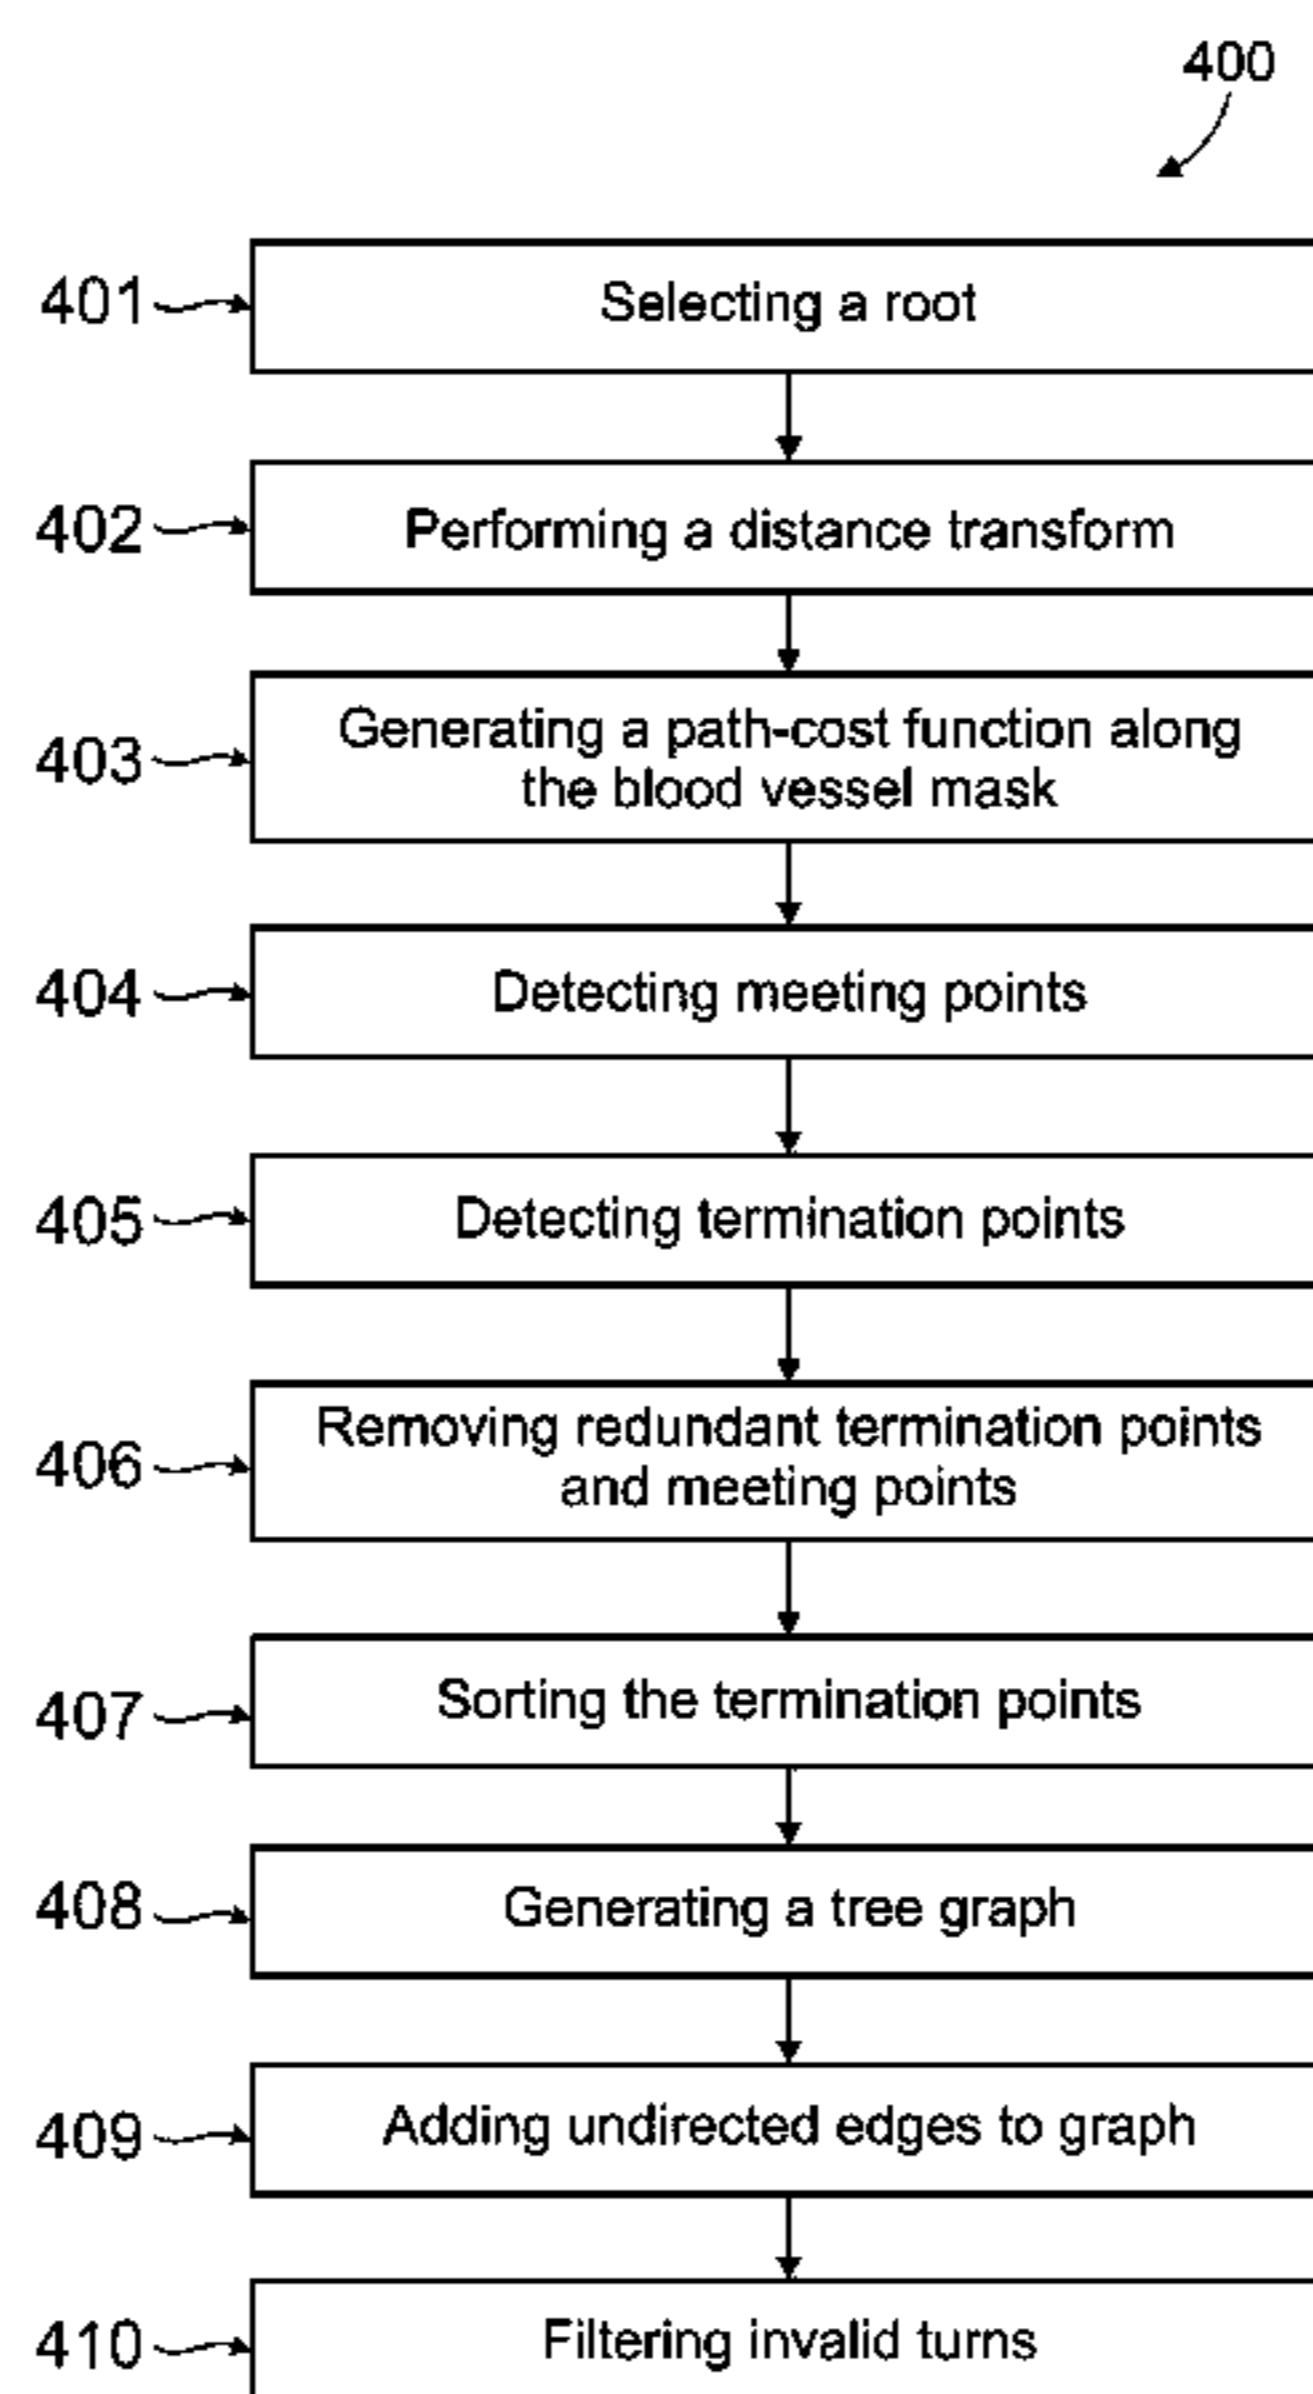 400
401 Selecting a root
402 Performing a distance transform
403 Generating a path-cost function along
the blood vessel mask
404 Detecting meeting points
405 Detecting termination points
406 Removing redundant termination points
and meeting points
407 Sorting the termination points
408 Generating a tree graph
409 Adding undirected edges to graph
410 Filtering invalid turns